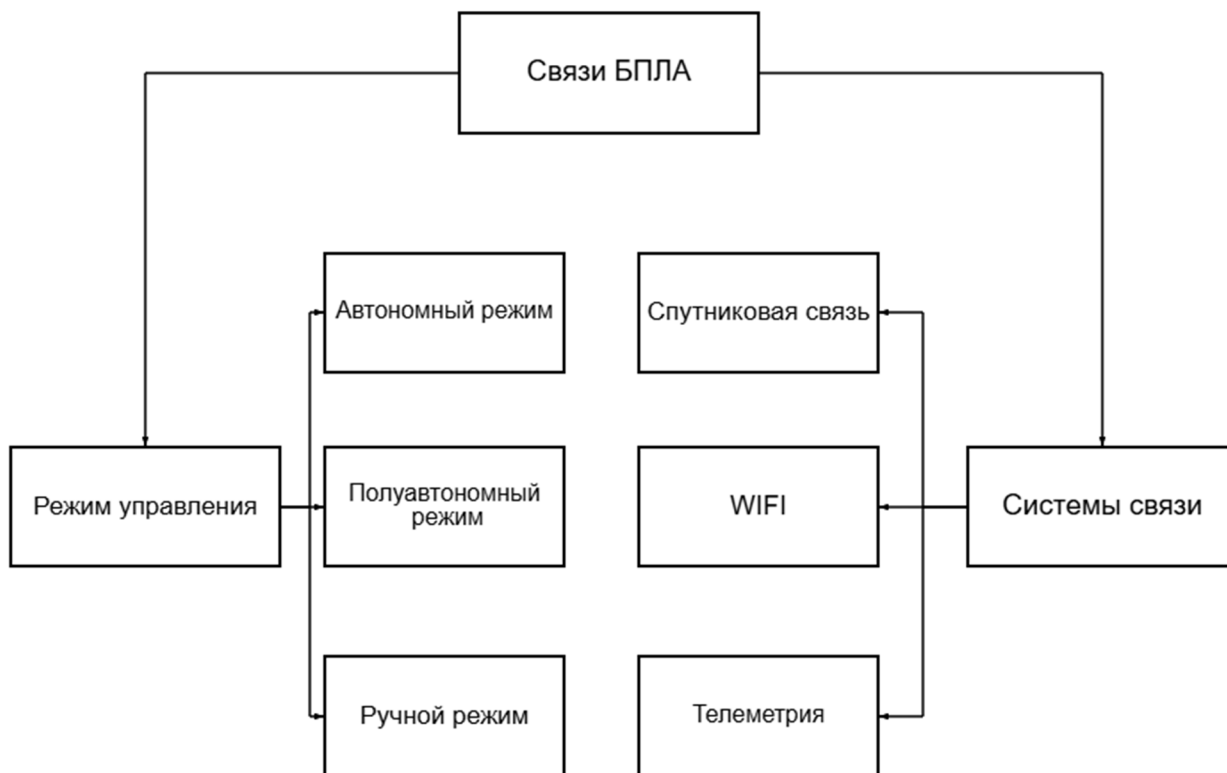 Связи БПЛА
Автономный режим
Спутниковая связь
Режим управления
Полуавтономный
режим
WIFI
Системы связи
Ручной режим
Телеметрия